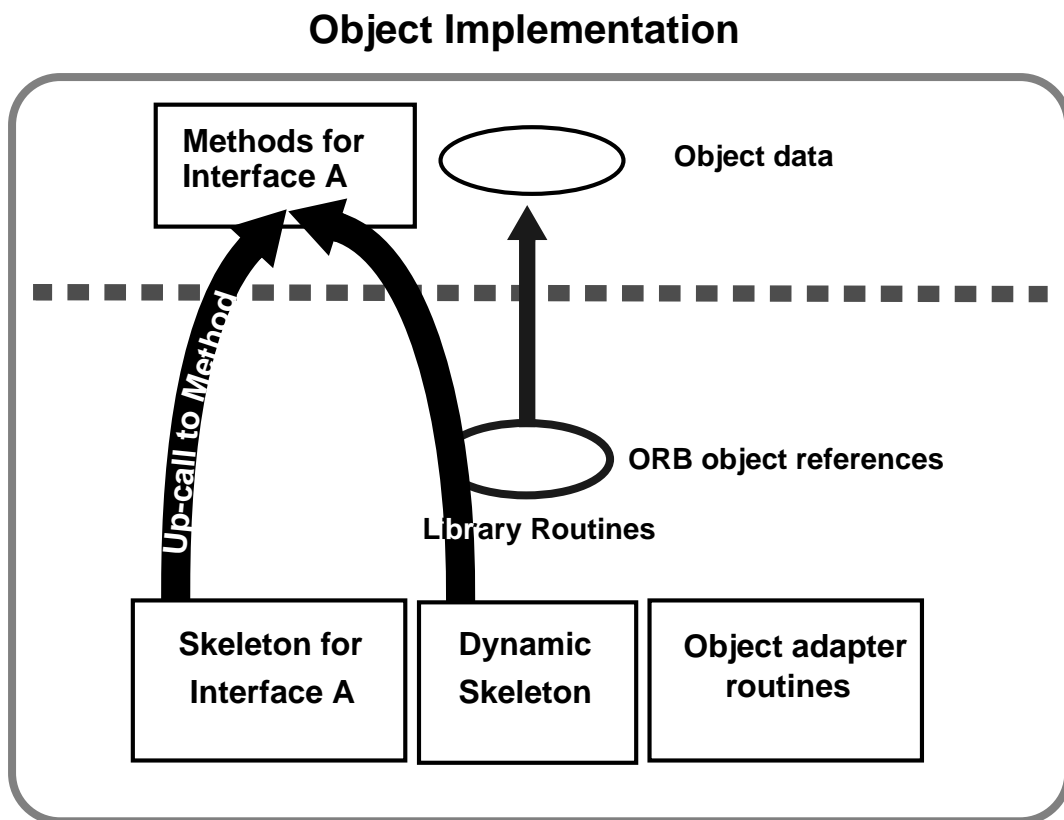 Object Implementation
Methods for
Interface A
Object data
Up-call to Method
ORB object references
Library Routines
Skeleton for
Interface A
Dynamic
Skeleton
Object adapter
routines